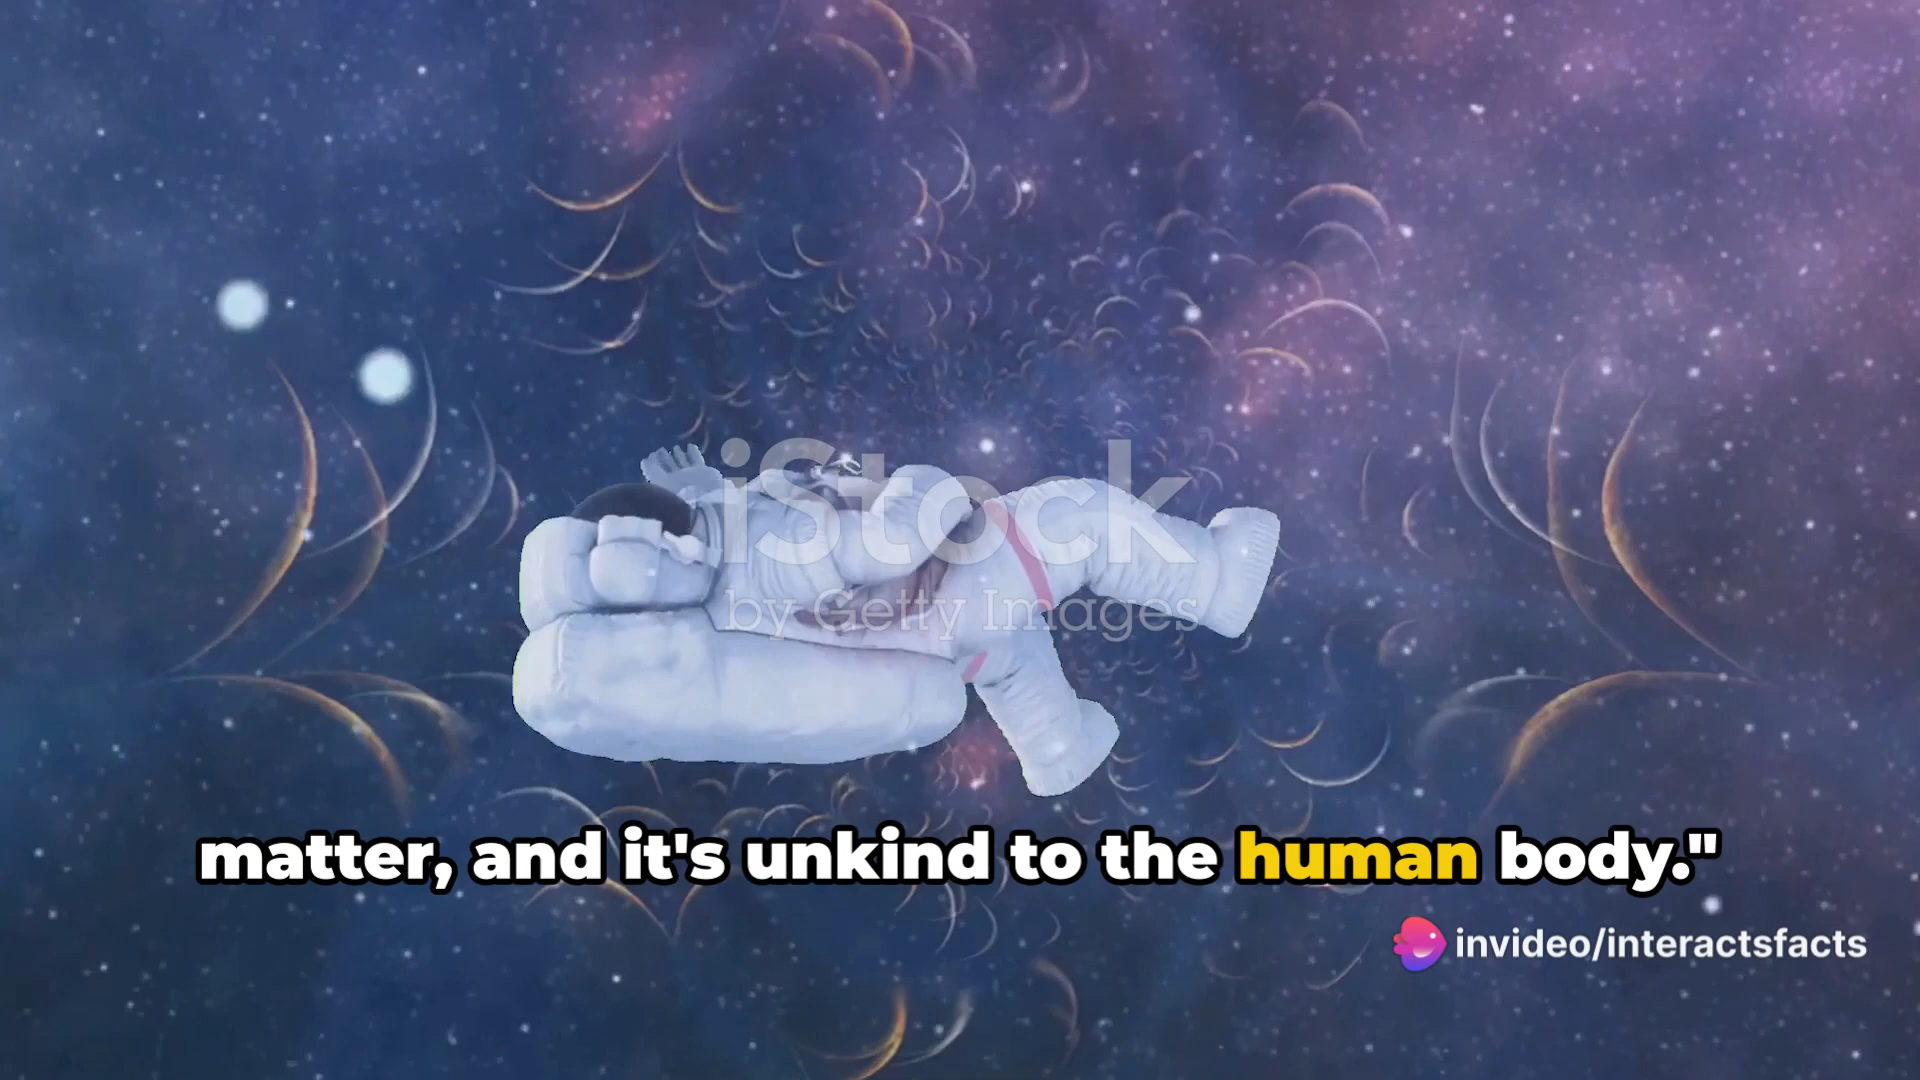 iStock
by Getty Images
matter, and it's unkind to the human body."
invideo/interactsfacts